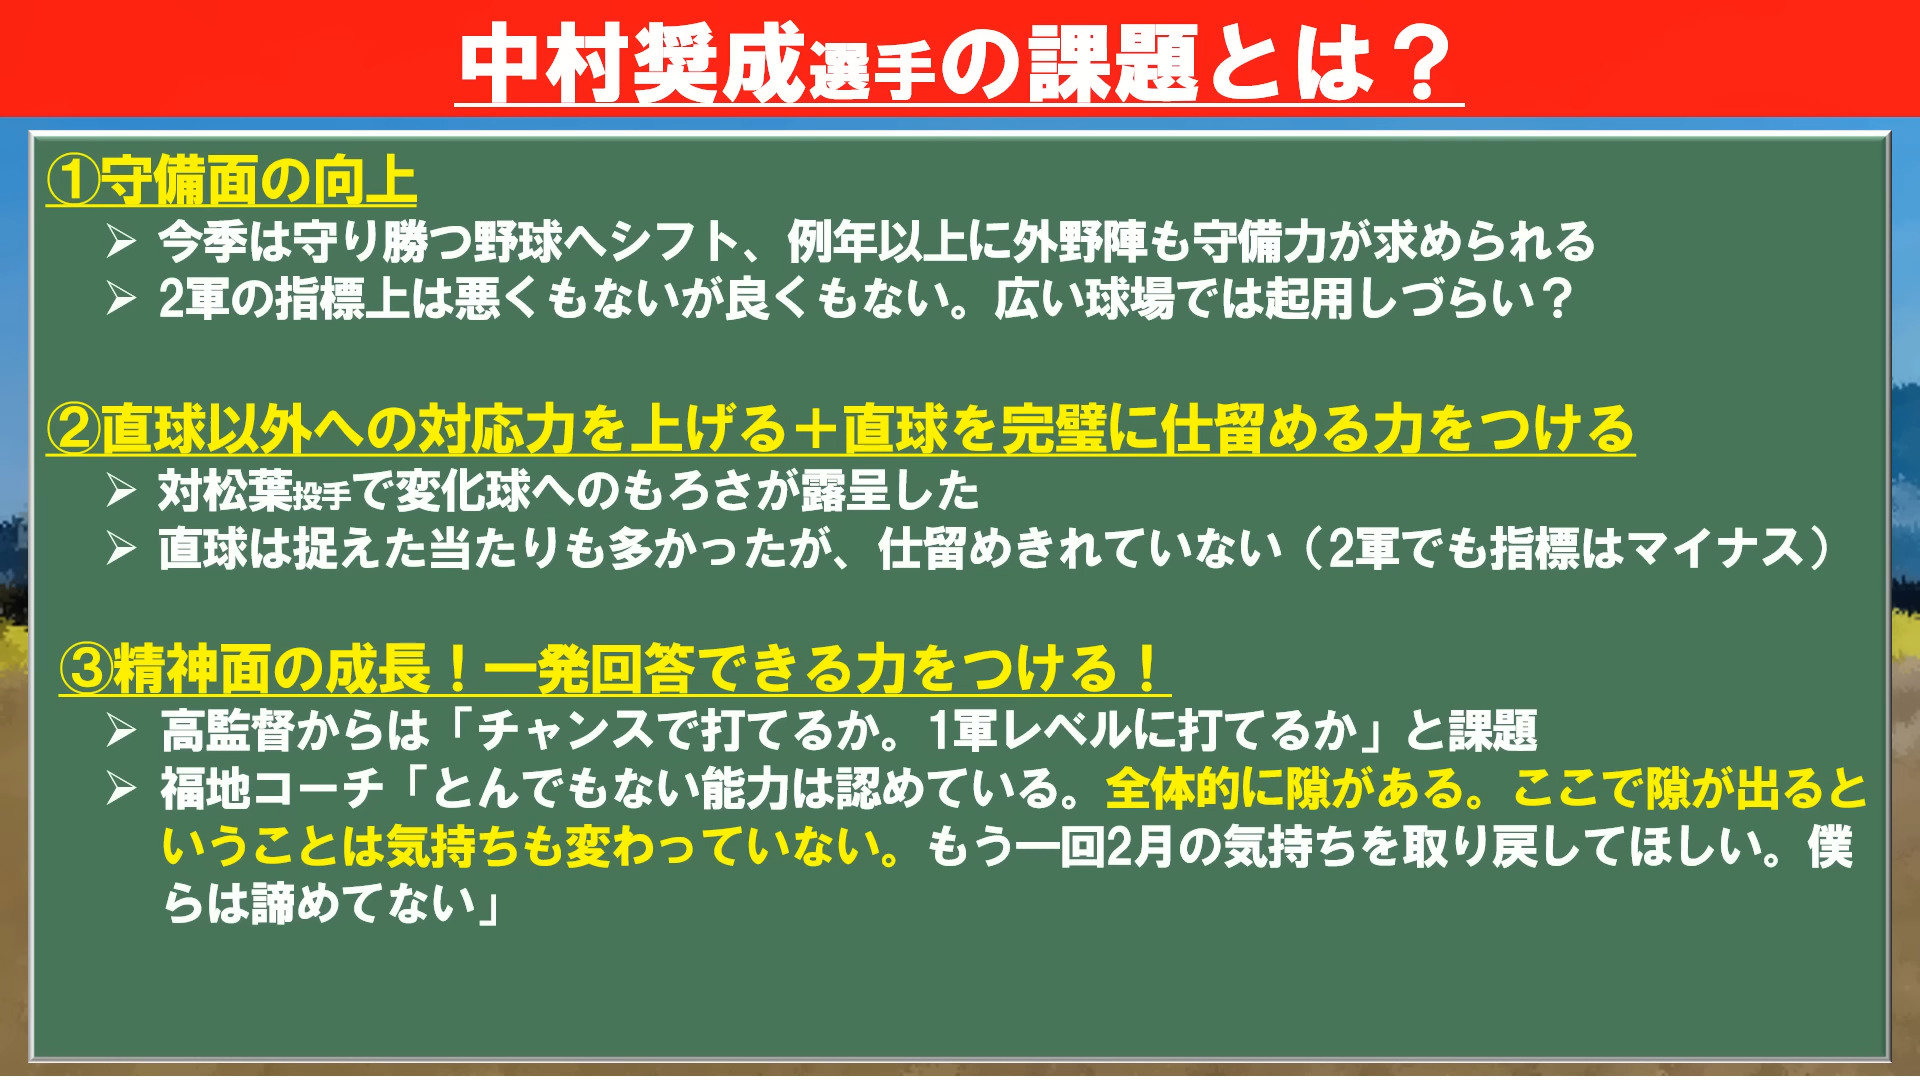 中村奨成選手の課題とは？
①守備面の向上
➢ 今季は守り勝つ野球へシフト、例年以上に外野陣も守備力が求められる
➢ 2軍の指標上は悪くもないが良くもない。広い球場では起用しづらい？
②直球以外への対応力を上げる＋直球を完璧に仕留める力をつける
➢ 対松葉投手で変化球へのもろさが露呈した
➢ 直球は捉えた当たりも多かったが、仕留めきれていない（2軍でも指標はマイナス）
③精神面の成長！一発回答できる力をつける！
➢ 高監督からは「チャンスで打てるか。1軍レベルに打てるか」と課題
➢ 福地コーチ「とんでもない能力は認めている。全体的に隙がある。ここで隙が出ると
いうことは気持ちも変わっていない。もう一回2月の気持ちを取り戻してほしい。僕
らは諦めてない」